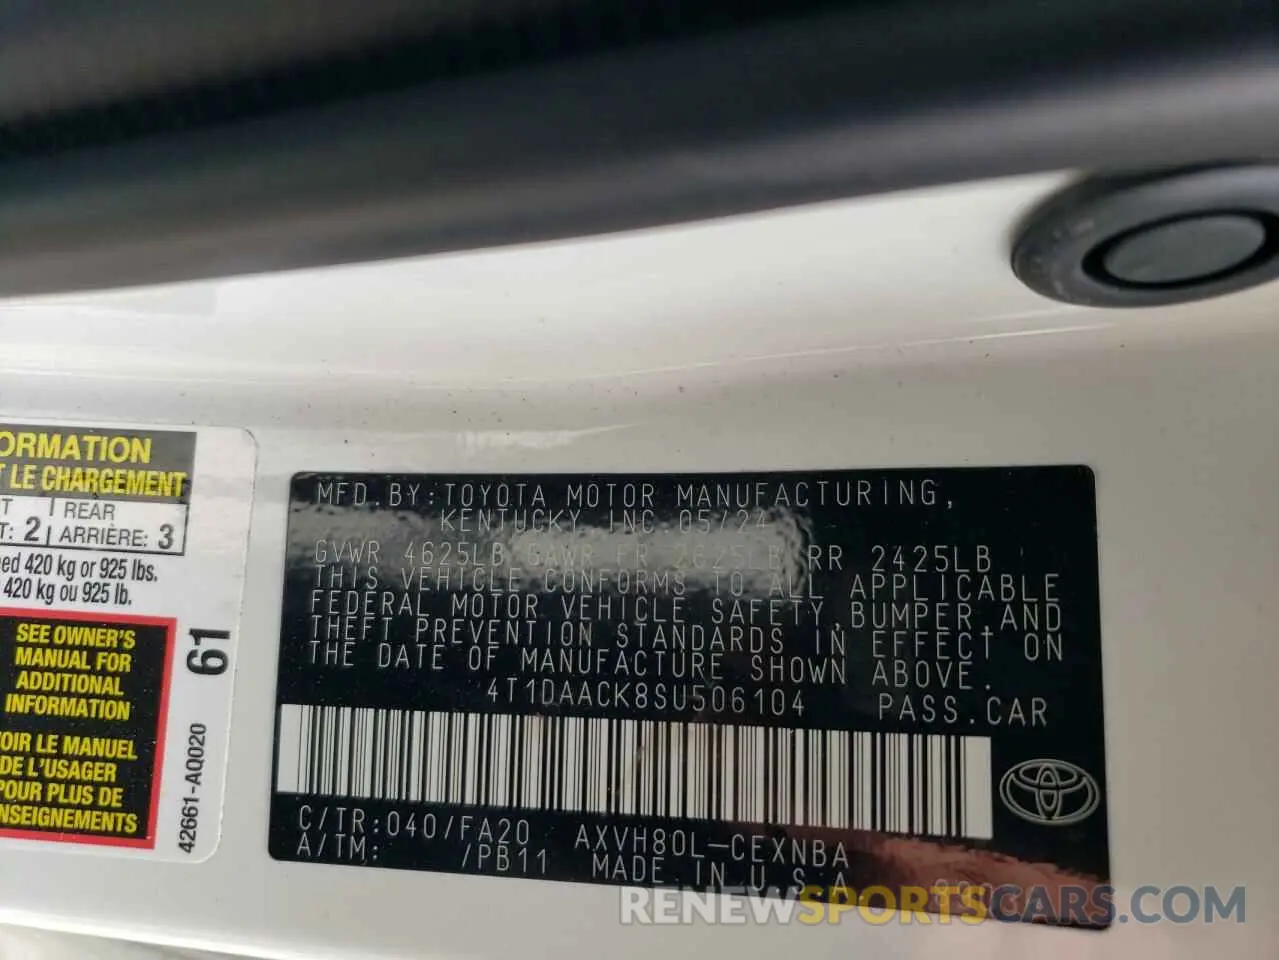 ORMATION
T LE CHARGEMENT
T REAR
T: 2 ARRIÈRE: 3
ed 420 kg or 925 lbs.
420 kg ou 925 lb.
SEE OWNER'S
MANUAL FOR
ADDITIONAL
INFORMATION
OIR LE MANUEL
DE L'USAGER
POUR PLUS DE
NSEIGNEMENTS
61
42661-AQ020
MFD.BY:TOYOTA MOTOR MANUFACTURING,
KENTUCKY, INC. 05/24
GVWR 4625LB GAWR FR 2625LB RR 2425LB
THIS VEHICLE CONFORMS TO ALL APPLICABLE
FEDERAL MOTOR VEHICLE SAFETY,BUMPER,AND
THEFT PREVENTION STANDARDS IN EFFECT ON
THE DATE OF MANUFACTURE SHOWN ABOVE.
4T1DAACK8SU506104 PASS.CAR
C/TR:040/FA20 AXVH80L-CEXNBA
A/TM: /PB11 MADE IN U.S.A
RENEWSPORTSCARS.COM